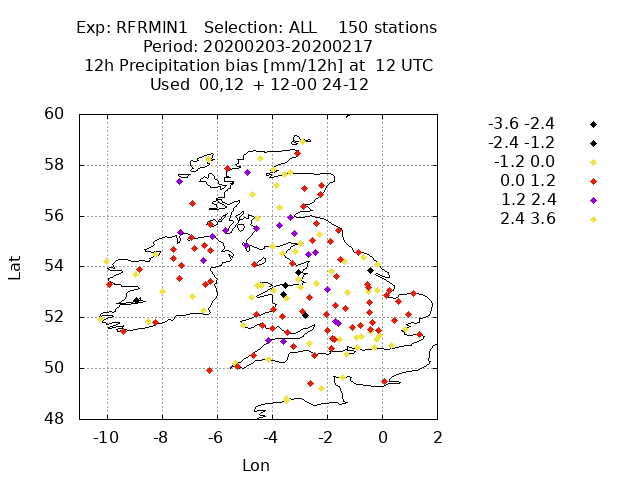 Exp: RFRMIN1 Selection: ALL 150 stations
Period: 20200203-20200217
12h Precipitation bias [mm/12h] at 12 UTC
Used 00,12 + 12-00 24-12
60
58
56
54
52
50
48
-10 -8 -6 -4 -2 0 2
Lat
Lon
-3.6 -2.4
-2.4 -1.2
-1.2 0.0
0.0 1.2
1.2 2.4
2.4 3.6